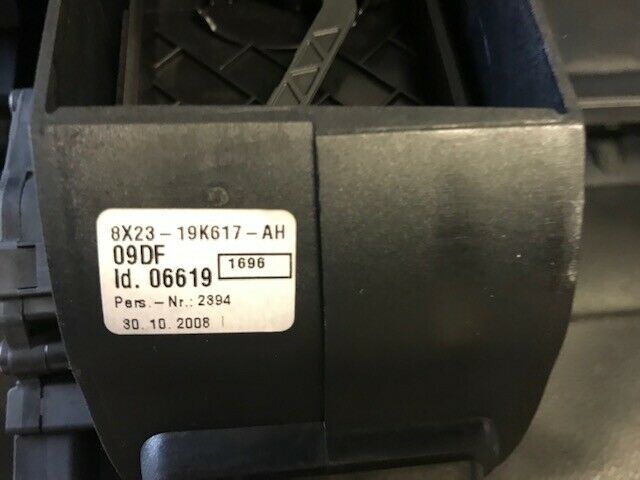 8X23-19K617-AH
09DF
1696
Id. 06619
Pers.-Nr.: 2394
30. 10. 2008